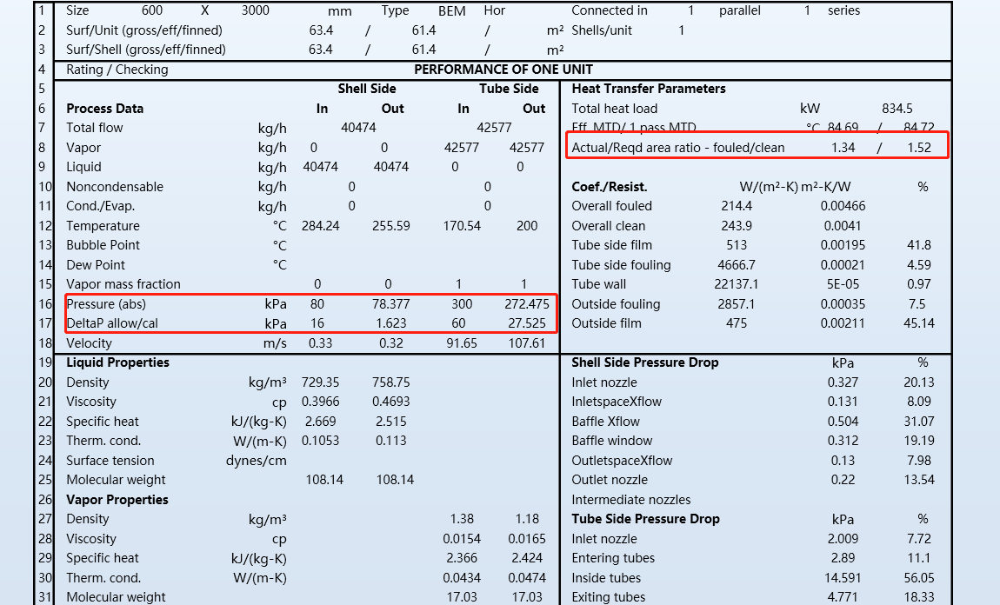 1 Size 600 X 3000 mm Type BEM Hor Connected in 1 parallel 1 series
2 Surf/Unit (gross/eff/finned) 63.4 / 61.4 / m² Shells/unit 1
3 Surf/Shell (gross/eff/finned) 63.4 / 61.4 / m²
4 Rating / Checking PERFORMANCE OF ONE UNIT
5 Shell Side Tube Side Heat Transfer Parameters
6 Process Data In Out In Out Total heat load kW 834.5
7 Total flow kg/h 40474 42577 Eff. MTD/ 1 pass MTD °C 84.69 / 84.72
8 Vapor kg/h 0 0 42577 42577 Actual/Reqd area ratio - fouled/clean 1.34 / 1.52
9 Liquid kg/h 40474 40474 0 0
10 Noncondensable kg/h 0 0 Coef./Resist. W/(m²-K) m²-K/W %
11 Cond./Evap. kg/h 0 0 Overall fouled 214.4 0.00466
12 Temperature °C 284.24 255.59 170.54 200 Overall clean 243.9 0.0041
13 Bubble Point °C Tube side film 513 0.00195 41.8
14 Dew Point °C Tube side fouling 4666.7 0.00021 4.59
15 Vapor mass fraction 0 0 1 1 Tube wall 22137.1 5E-05 0.97
16 Pressure (abs) kPa 80 78.377 300 272.475 Outside fouling 2857.1 0.00035 7.5
17 DeltaP allow/cal kPa 16 1.623 60 27.525 Outside film 475 0.00211 45.14
18 Velocity m/s 0.33 0.32 91.65 107.61
19 Liquid Properties Shell Side Pressure Drop kPa %
20 Density kg/m³ 729.35 758.75 Inlet nozzle 0.327 20.13
21 Viscosity cp 0.3966 0.4693 InletspaceXflow 0.131 8.09
22 Specific heat kJ/(kg-K) 2.669 2.515 Baffle Xflow 0.504 31.07
23 Therm. cond. W/(m-K) 0.1053 0.113 Baffle window 0.312 19.19
24 Surface tension dynes/cm OutletspaceXflow 0.13 7.98
25 Molecular weight 108.14 108.14 Outlet nozzle 0.22 13.54
26 Vapor Properties Intermediate nozzles
27 Density kg/m³ 1.38 1.18 Tube Side Pressure Drop kPa %
28 Viscosity cp 0.0154 0.0165 Inlet nozzle 2.009 7.72
29 Specific heat kJ/(kg-K) 2.366 2.424 Entering tubes 2.89 11.1
30 Therm. cond. W/(m-K) 0.0434 0.0474 Inside tubes 14.591 56.05
31 Molecular weight 17.03 17.03 Exiting tubes 4.771 18.33